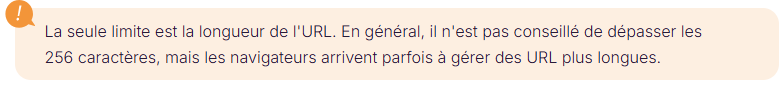 La seule limite est la longueur de l'URL. En général, il n'est pas conseillé de dépasser les
256 caractères, mais les navigateurs arrivent parfois à gérer des URL plus longues.